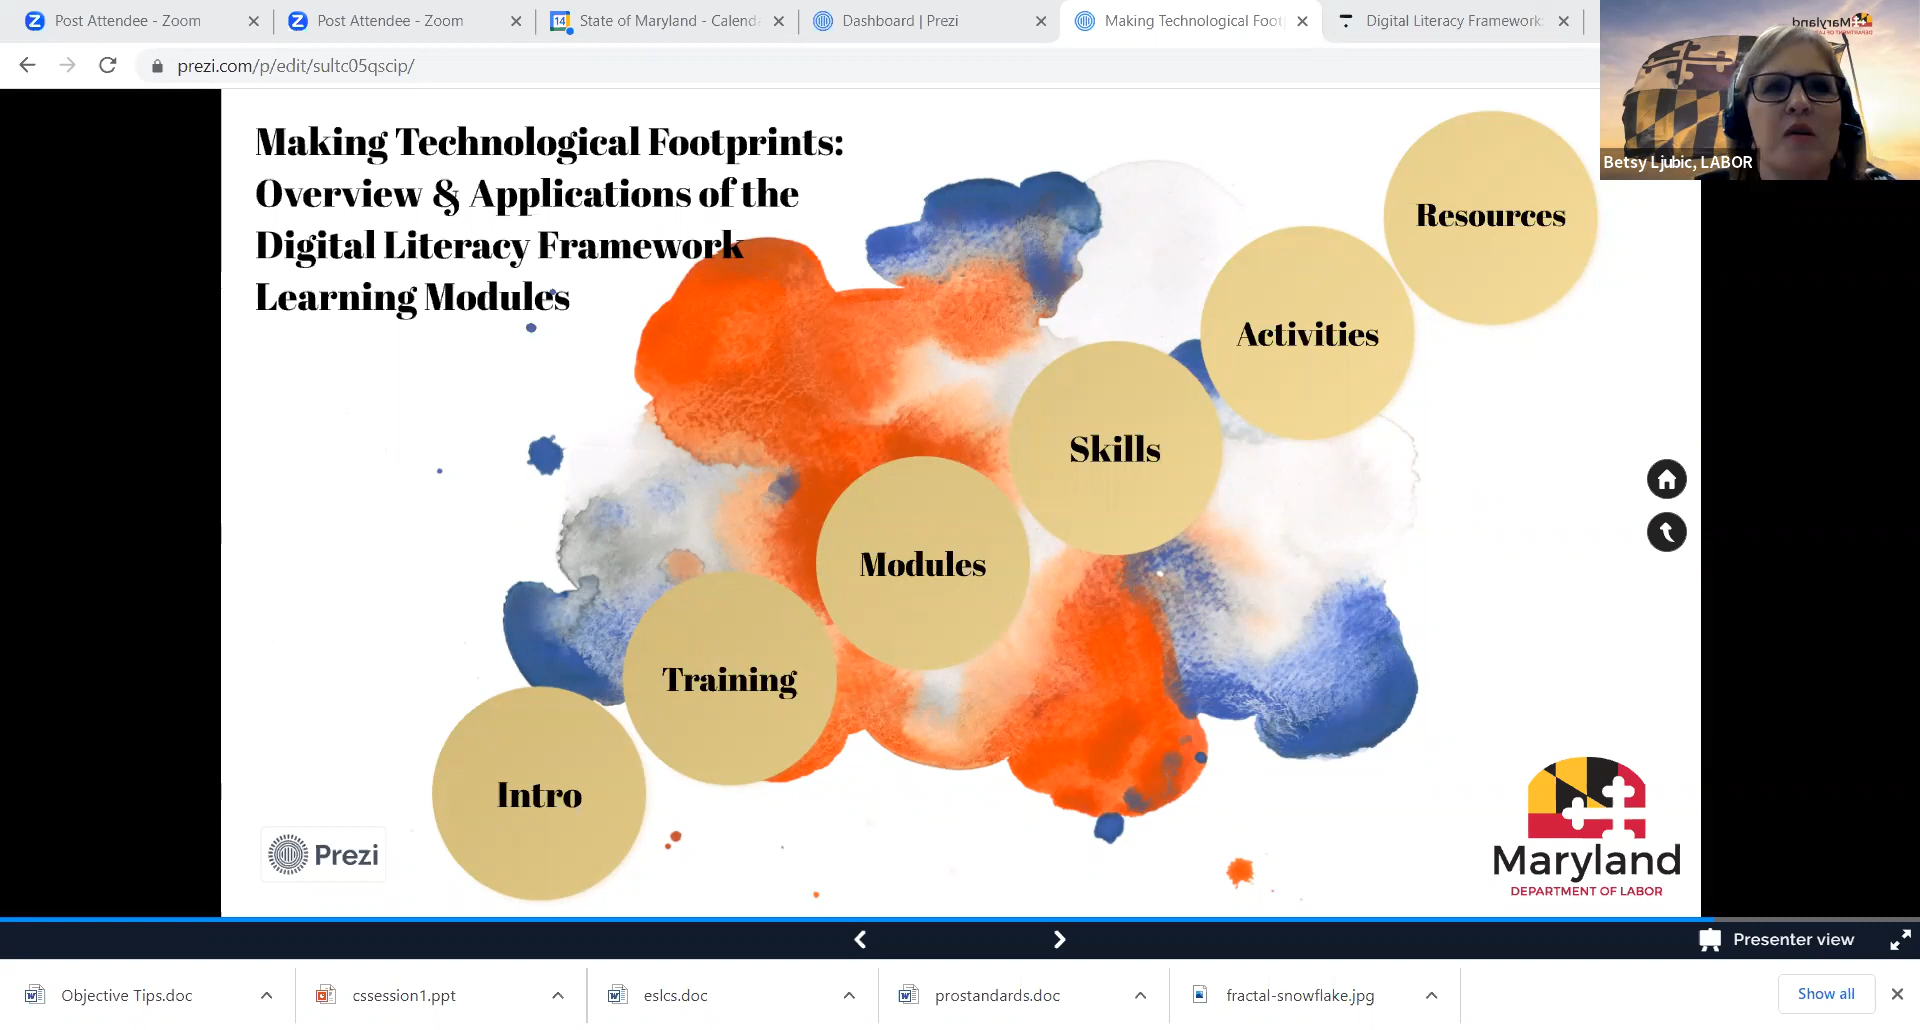 Post Attendee - Zoom
Post Attendee - Zoom
14
State of Maryland - Calend
Dashboard | Prezi
Making Technological Foot
Digital Literacy Framework
prezi.com/p/edit/sultc05qscip/
Maryland
Betsy Ljubic, LABOR
Making Technological Footprints:
Overview & Applications of the
Digital Literacy Framework
Learning Modules
Resources
Activities
Skills
Modules
Training
Intro
Prezi
Maryland
DEPARTMENT OF LABOR
Presenter view
Objective Tips.doc
cssession1.ppt
eslcs.doc
prostandards.doc
fractal-snowflake.jpg
Show all